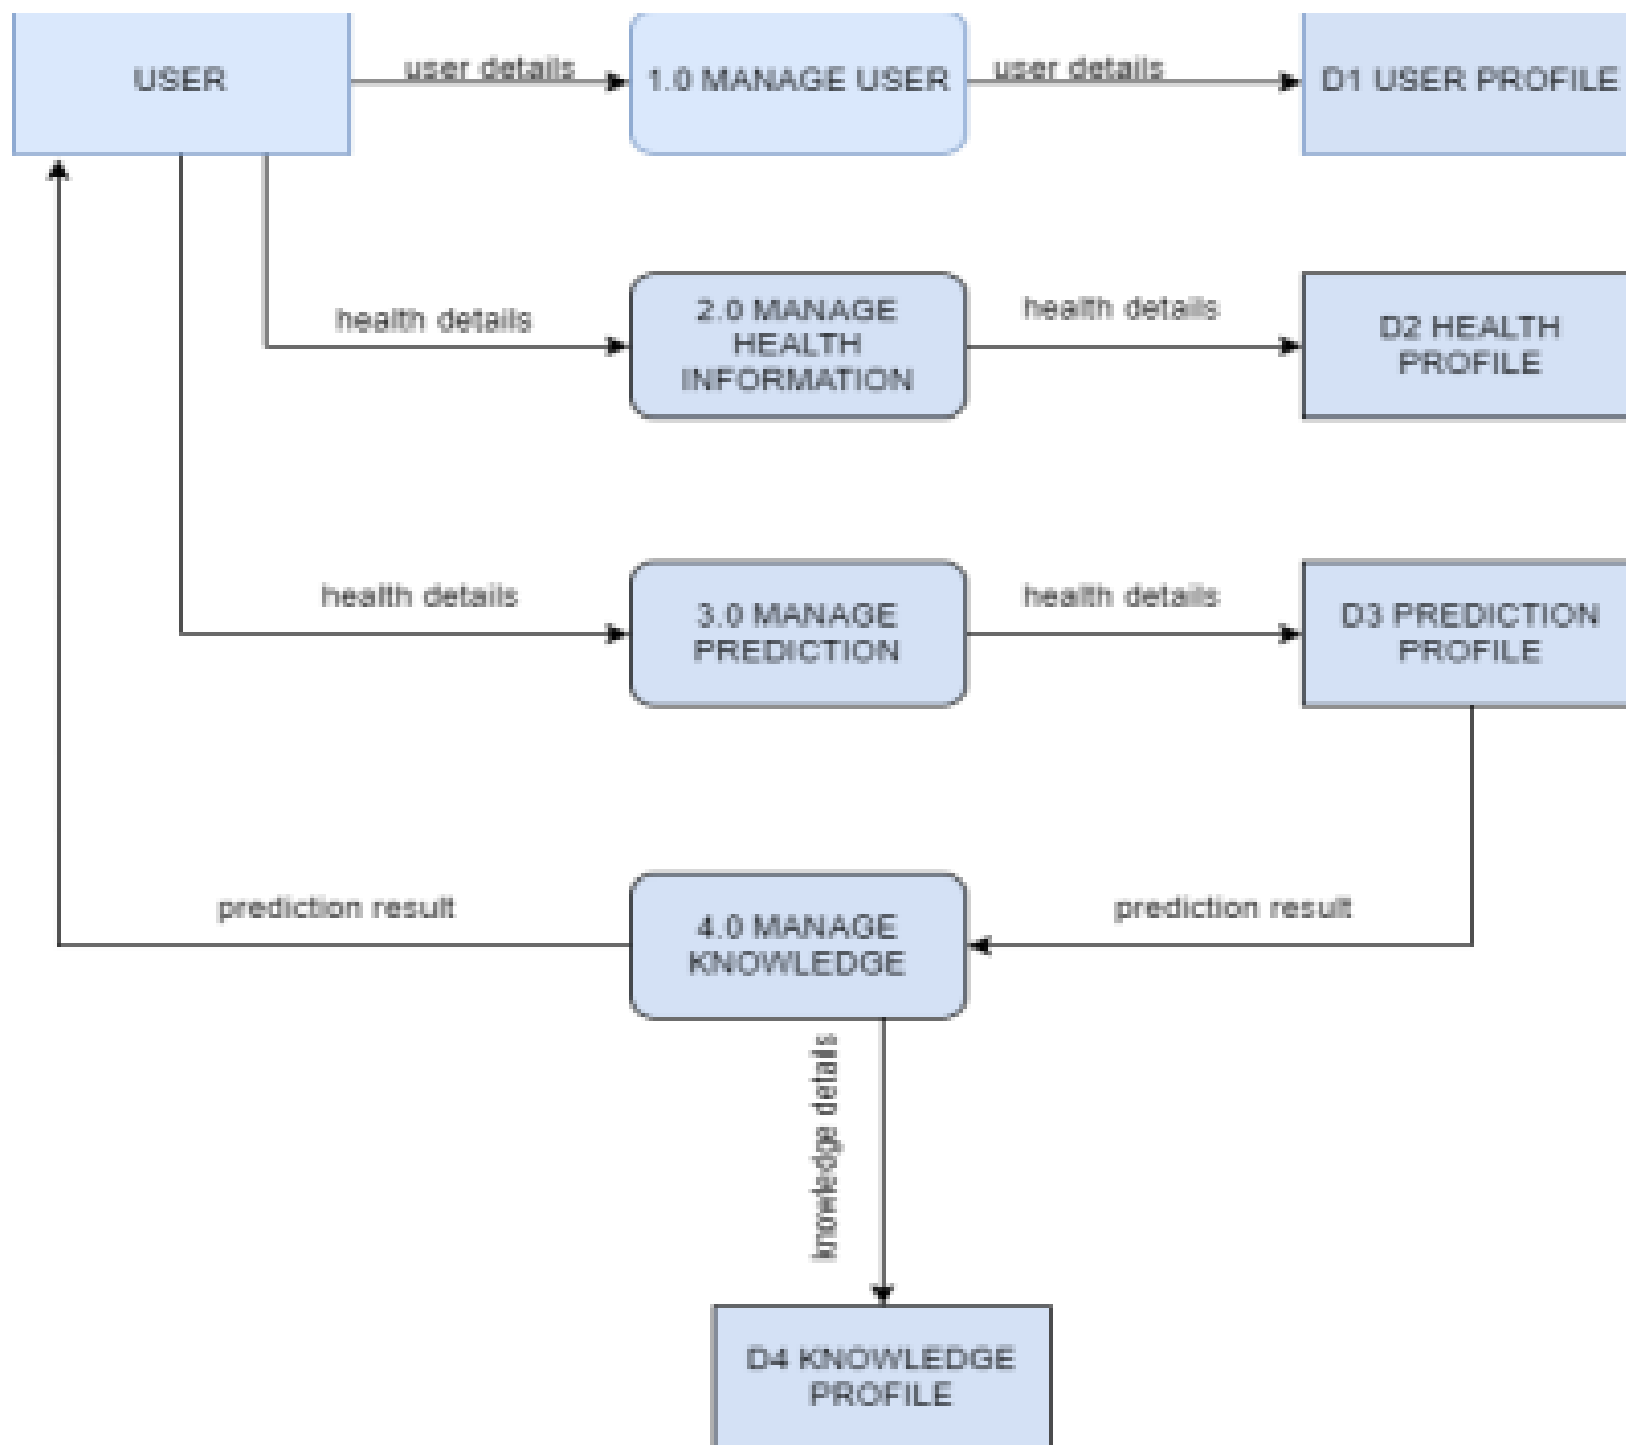 USER
user details
1.0 MANAGE USER
user details
D1 USER PROFILE
health details
2.0 MANAGE
HEALTH
INFORMATION
health details
D2 HEALTH
PROFILE
health details
3.0 MANAGE
PREDICTION
health details
D3 PREDICTION
PROFILE
prediction result
4.0 MANAGE
KNOWLEDGE
prediction result
knowledge details
D4 KNOWLEDGE
PROFILE